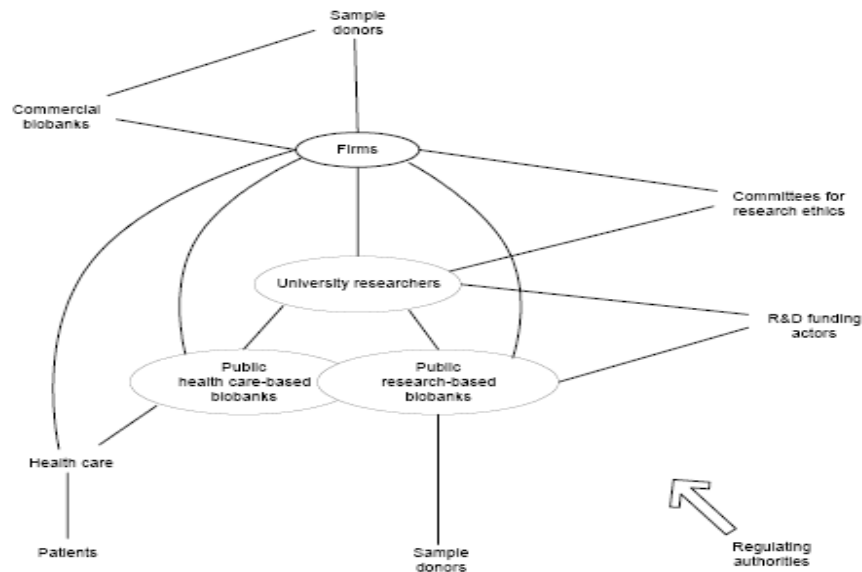 Sample
donors
Commercial
biobanks
Firms
Committees for
research ethics
University researchers
R&D funding
actors
Public
health care-based
biobanks
Public
research-based
biobanks
Health care
Patients
Sample
donors
Regulating
authorities